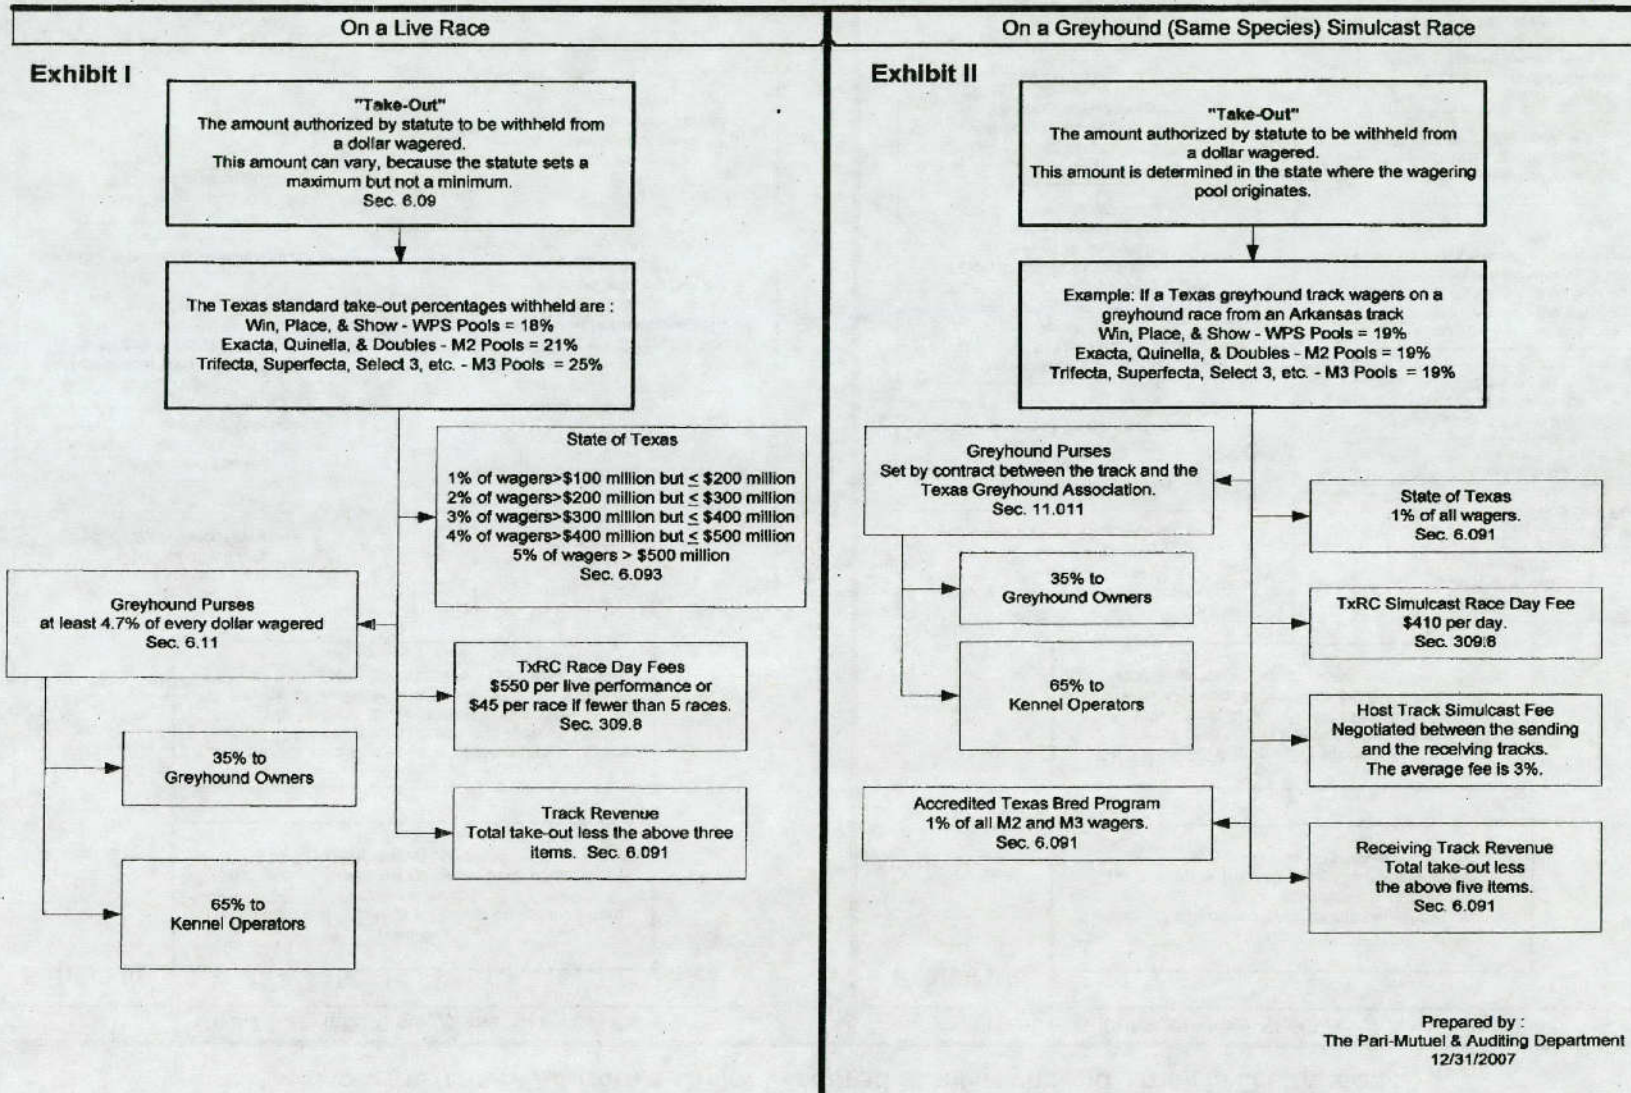 On a Live Race
Exhibit I
"Take-Out"
The amount authorized by statute to be withheld from
a dollar wagered.
This amount can vary, because the statute sets a
maximum but not a minimum.
Sec. 6.09
The Texas standard take-out percentages withheld are :
Win, Place, & Show - WPS Pools = 18%
Exacta, Quinella, & Doubles - M2 Pools = 21%
Trifecta, Superfecta, Select 3, etc. - M3 Pools = 25%
State of Texas
1% of wagers>$100 million but ≤ $200 million
2% of wagers>$200 million but ≤ $300 million
3% of wagers>$300 million but ≤ $400 million
4% of wagers>$400 million but ≤ $500 million
5% of wagers > $500 million
Sec. 6.093
Greyhound Purses
at least 4.7% of every dollar wagered
Sec. 6.11
TxRC Race Day Fees
$550 per live performance or
$45 per race if fewer than 5 races.
Sec. 309.8
35% to
Greyhound Owners
Track Revenue
Total take-out less the above three
items. Sec. 6.091
65% to
Kennel Operators
On a Greyhound (Same Species) Simulcast Race
Exhibit II
"Take-Out"
The amount authorized by statute to be withheld from
a dollar wagered.
This amount is determined in the state where the wagering
pool originates.
Example: If a Texas greyhound track wagers on a
greyhound race from an Arkansas track
Win, Place, & Show - WPS Pools = 19%
Exacta, Quinella, & Doubles - M2 Pools = 19%
Trifecta, Superfecta, Select 3, etc. - M3 Pools = 19%
Greyhound Purses
Set by contract between the track and the
Texas Greyhound Association.
Sec. 11.011
State of Texas
1% of all wagers.
Sec. 6.091
35% to
Greyhound Owners
TxRC Simulcast Race Day Fee
$410 per day.
Sec. 309.8
65% to
Kennel Operators
Host Track Simulcast Fee
Negotiated between the sending
and the receiving tracks.
The average fee is 3%.
Accredited Texas Bred Program
1% of all M2 and M3 wagers.
Sec. 6.091
Receiving Track Revenue
Total take-out less
the above five items.
Sec. 6.091
Prepared by :
The Pari-Mutuel & Auditing Department
12/31/2007